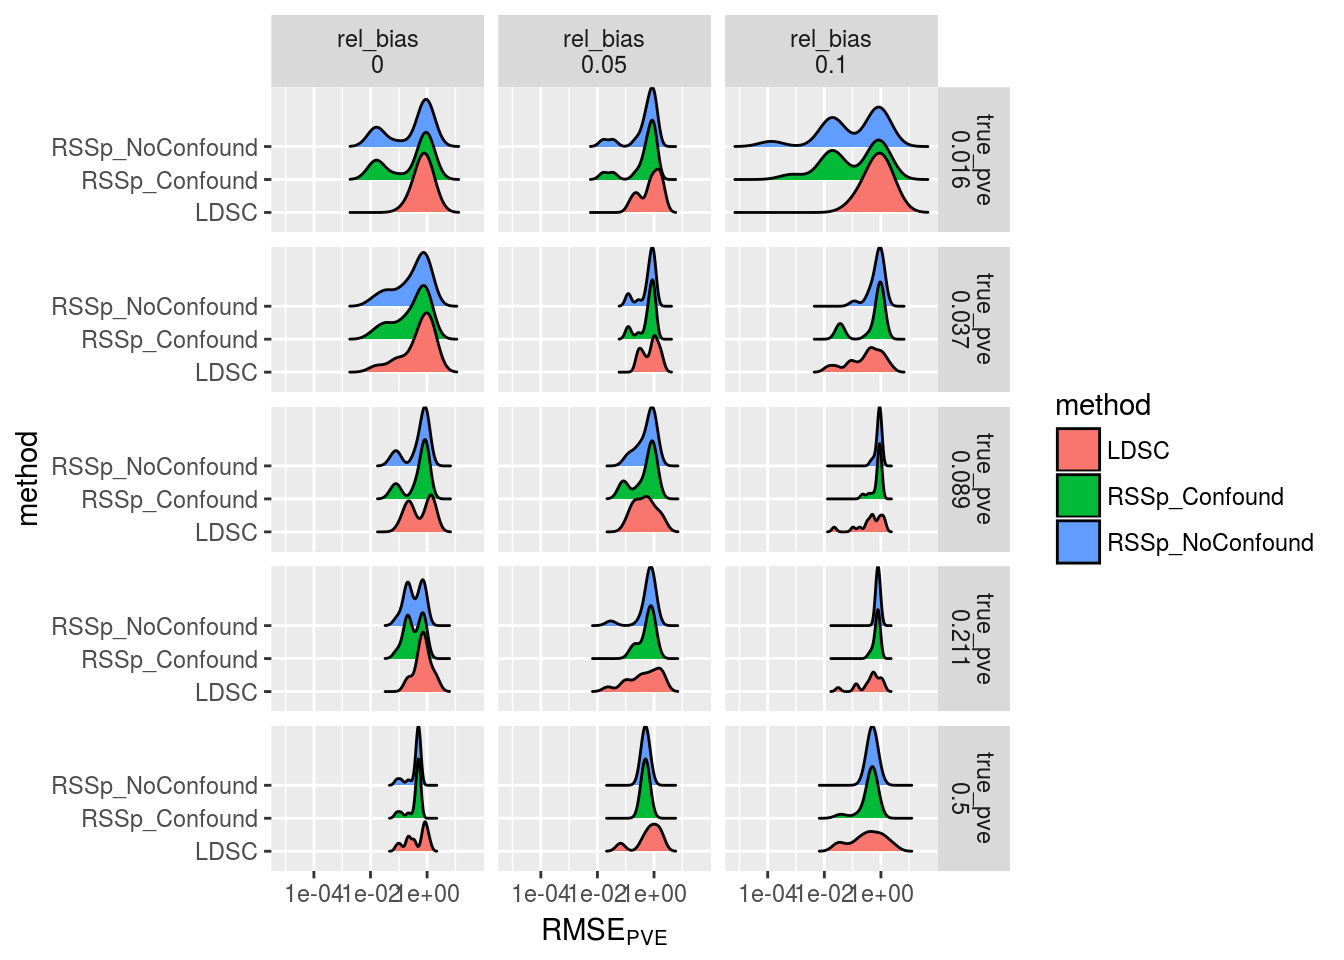 rel_bias
0
rel_bias
0.05
rel_bias
0.1
RSSp_NoConfound
RSSp_Confound
LDSC
true_pve
0.016
RSSp_NoConfound
RSSp_Confound
LDSC
true_pve
0.037
RSSp_NoConfound
RSSp_Confound
LDSC
true_pve
0.089
RSSp_NoConfound
RSSp_Confound
LDSC
true_pve
0.211
RSSp_NoConfound
RSSp_Confound
LDSC
true_pve
0.5
1e-04 1e-02 1e+00
1e-04 1e-02 1e+00
1e-04 1e-02 1e+00
RMSE_PVE
method
method
LDSC
RSSp_Confound
RSSp_NoConfound